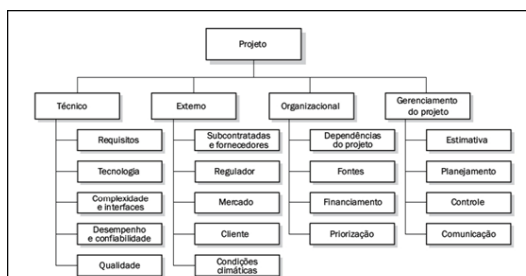 Projeto
Técnico
Externo
Organizacional
Gerenciamento
do projeto
Requisitos
Tecnologia
Complexidade
e interfaces
Desempenho
e confiabilidade
Qualidade
Subcontratadas
e fornecedores
Regulador
Mercado
Cliente
Condições
climáticas
Dependências
do projeto
Fontes
Financiamento
Priorização
Estimativa
Planejamento
Controle
Comunicação